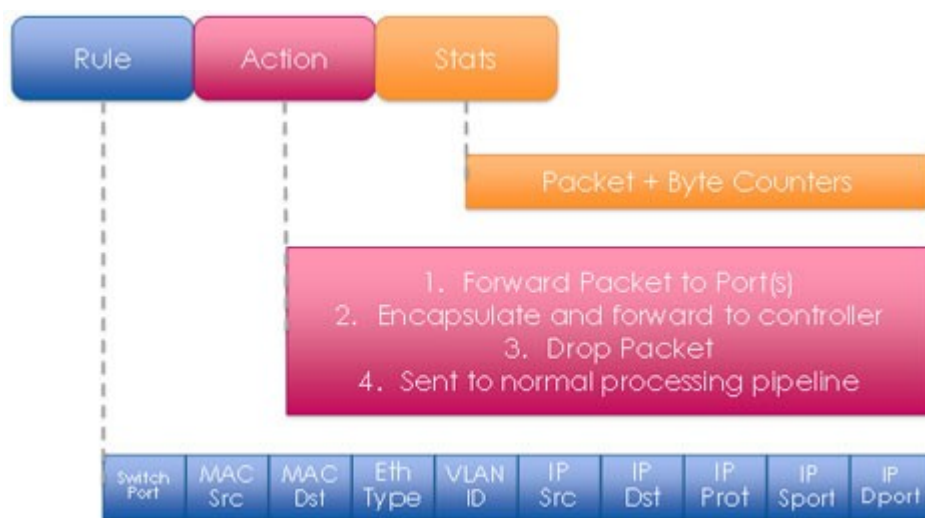 Rule Action Stats
Packet + Byte Counters
1. Forward Packet to Port(s)
2. Encapsulate and forward to controller
3. Drop Packet
4. Sent to normal processing pipeline
Switch Port
MAC Src
MAC Dst
Eth Type
VLAN ID
IP Src
IP Dst
IP Prot
IP Sport
IP Dport